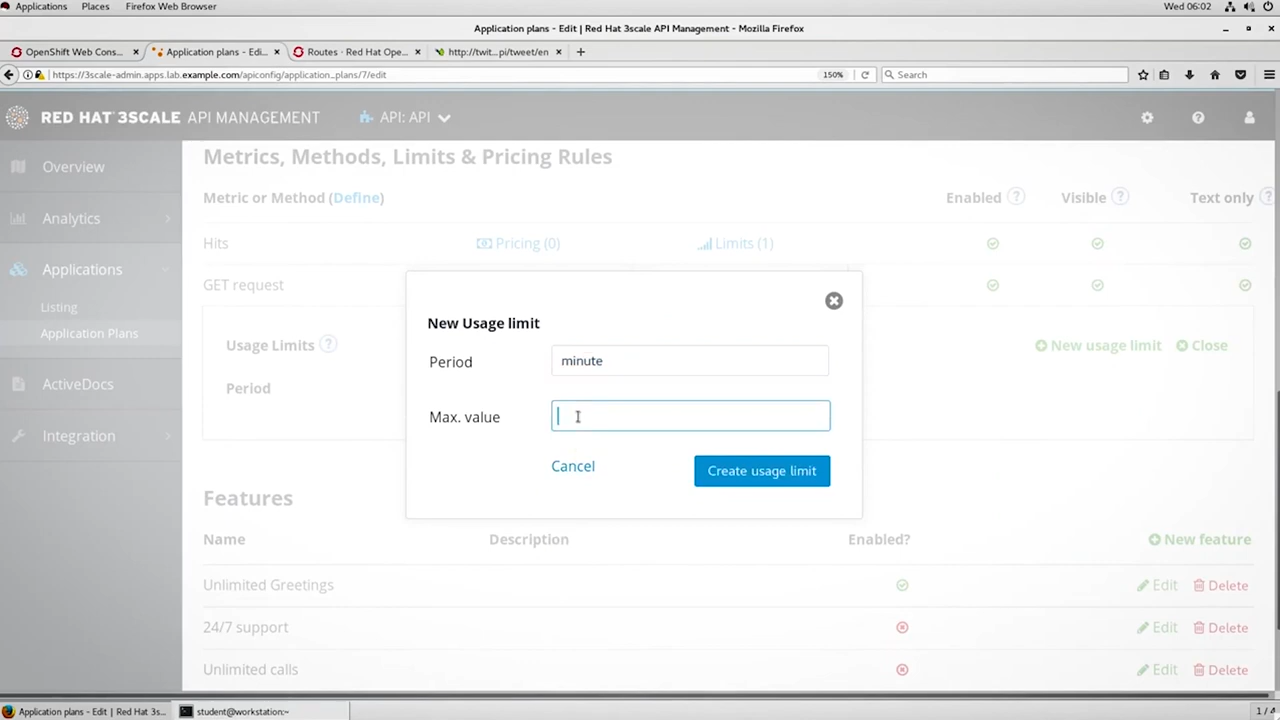 Applications Places Firefox Web Browser Wed 06:02
Application plans - Edit | Red Hat 3scale API Management - Mozilla Firefox
OpenShift Web Cons... × Application plans - Edi... × Routes · Red Hat Ope... × http://twit...pi/tweet/en ×
https://3scale-admin.apps.lab.example.com/apiconfig/application_plans/7/edit 150% Search
RED HAT 3SCALE API MANAGEMENT API: API
Overview
Analytics
Applications
Listing
Application Plans
ActiveDocs
Integration
Metrics, Methods, Limits & Pricing Rules
Metric or Method (Define) Enabled ? Visible ? Text only ?
Hits Pricing (0) Limits (1)
GET request
Usage Limits ? New usage limit Close
Period
New Usage limit
Period minute
Max. value
Cancel Create usage limit
Features
Name Description Enabled? New feature
Unlimited Greetings Edit Delete
24/7 support Edit Delete
Unlimited calls Edit Delete
Application plans - Edit | Red Hat 3s... student@workstation:~ 1 / 4